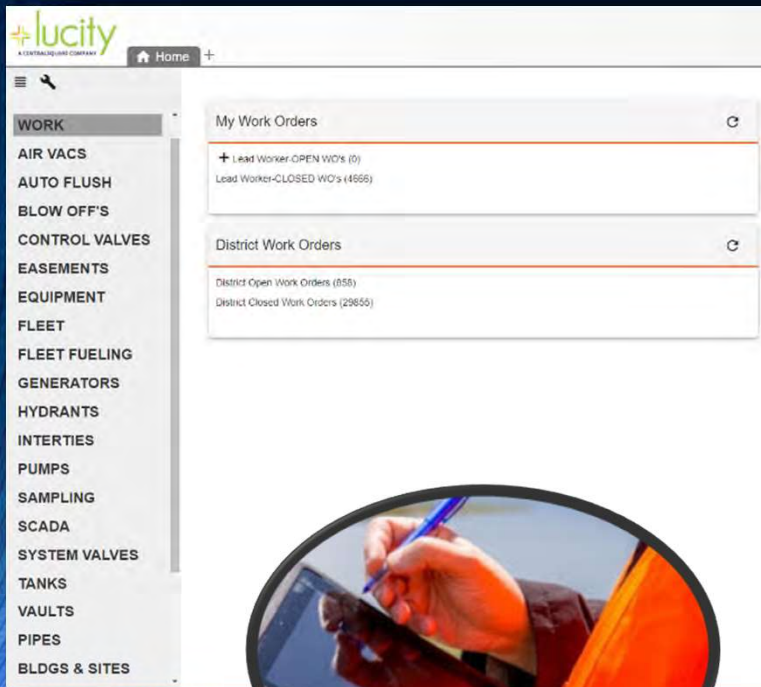 lucity
A CENTRALSQUARE COMPANY
Home +
WORK
AIR VACS
AUTO FLUSH
BLOW OFF'S
CONTROL VALVES
EASEMENTS
EQUIPMENT
FLEET
FLEET FUELING
GENERATORS
HYDRANTS
INTERTIES
PUMPS
SAMPLING
SCADA
SYSTEM VALVES
TANKS
VAULTS
PIPES
BLDGS & SITES
My Work Orders
+ Lead Worker-OPEN WO's (0)
Lead Worker-CLOSED WO's (4666)
District Work Orders
District Open Work Orders (858)
District Closed Work Orders (29855)